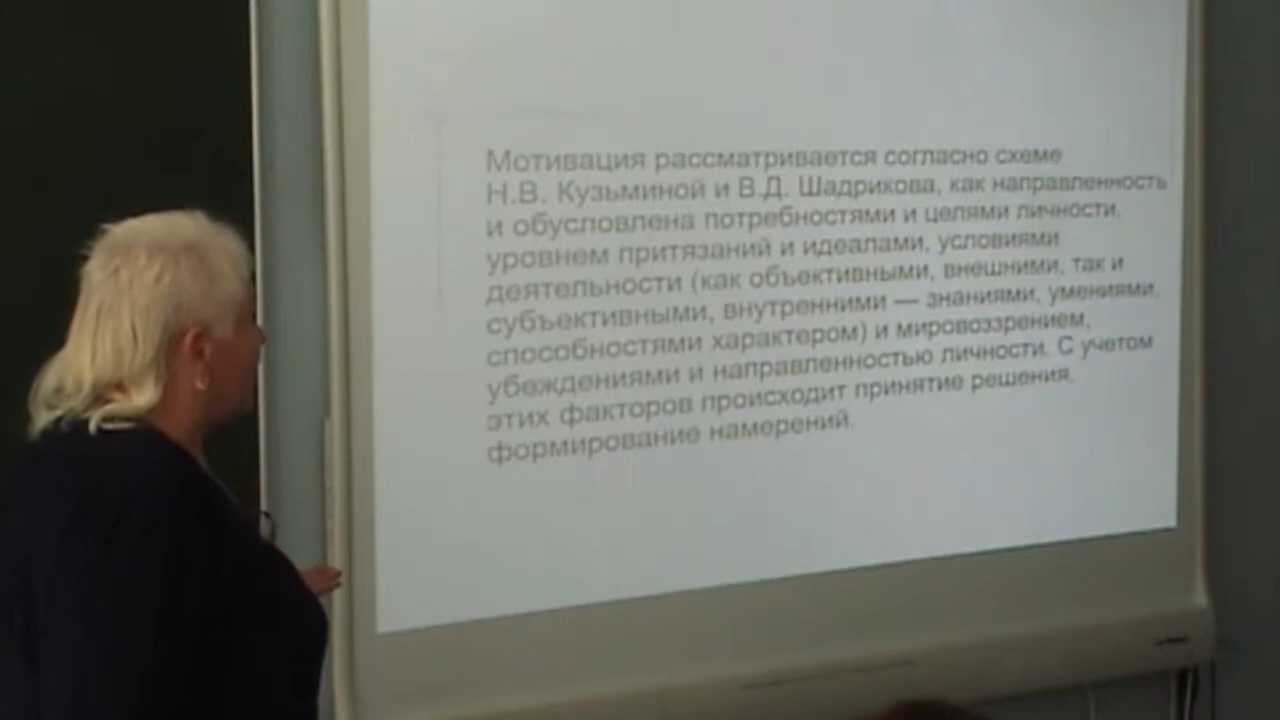 Мотивация рассматривается согласно схеме
Н.В. Кузьминой и В.Д. Шадрикова, как направленность
и обусловлена потребностями и целями личности,
уровнем притязаний и идеалами, условиями
деятельности (как объективными, внешними, так и
субъективными, внутренними — знаниями, умениями,
способностями характером) и мировоззрением,
убеждениями и направленностью личности. С учетом
этих факторов происходит принятие решения,
формирование намерений.